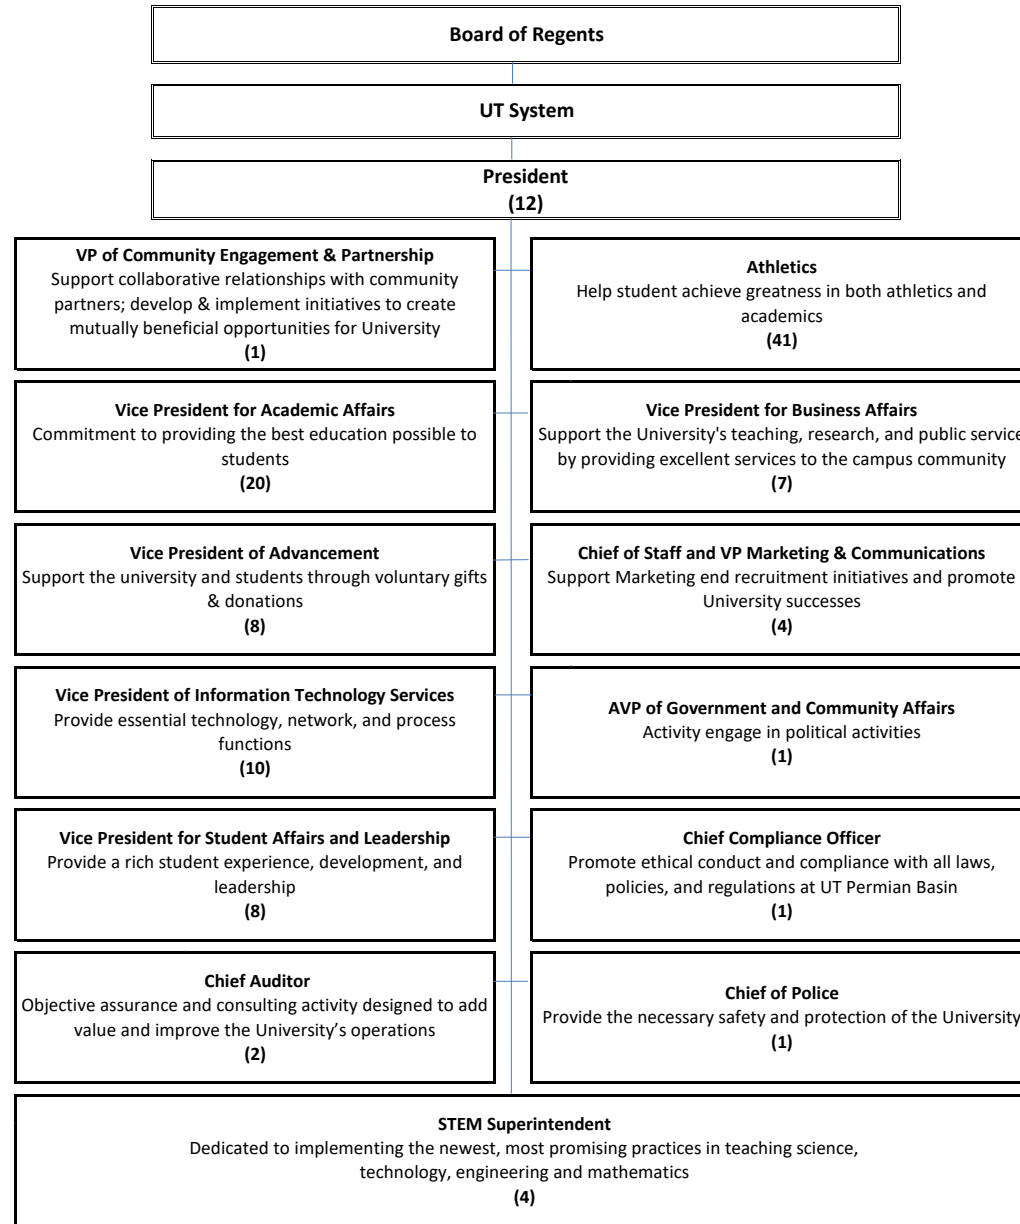 Board of Regents
UT System
President
(12)
VP of Community Engagement & Partnership
Support collaborative relationships with community
partners; develop & implement initiatives to create
mutually beneficial opportunities for University
(1)
Athletics
Help student achieve greatness in both athletics and
academics
(41)
Vice President for Academic Affairs
Commitment to providing the best education possible to
students
(20)
Vice President for Business Affairs
Support the University's teaching, research, and public service
by providing excellent services to the campus community
(7)
Vice President of Advancement
Support the university and students through voluntary gifts
& donations
(8)
Chief of Staff and VP Marketing & Communications
Support Marketing end recruitment initiatives and promote
University successes
(4)
Vice President of Information Technology Services
Provide essential technology, network, and process
functions
(10)
AVP of Government and Community Affairs
Activity engage in political activities
(1)
Vice President for Student Affairs and Leadership
Provide a rich student experience, development, and
leadership
(8)
Chief Compliance Officer
Promote ethical conduct and compliance with all laws,
policies, and regulations at UT Permian Basin
(1)
Chief Auditor
Objective assurance and consulting activity designed to add
value and improve the University’s operations
(2)
Chief of Police
Provide the necessary safety and protection of the University
(1)
STEM Superintendent
Dedicated to implementing the newest, most promising practices in teaching science,
technology, engineering and mathematics
(4)